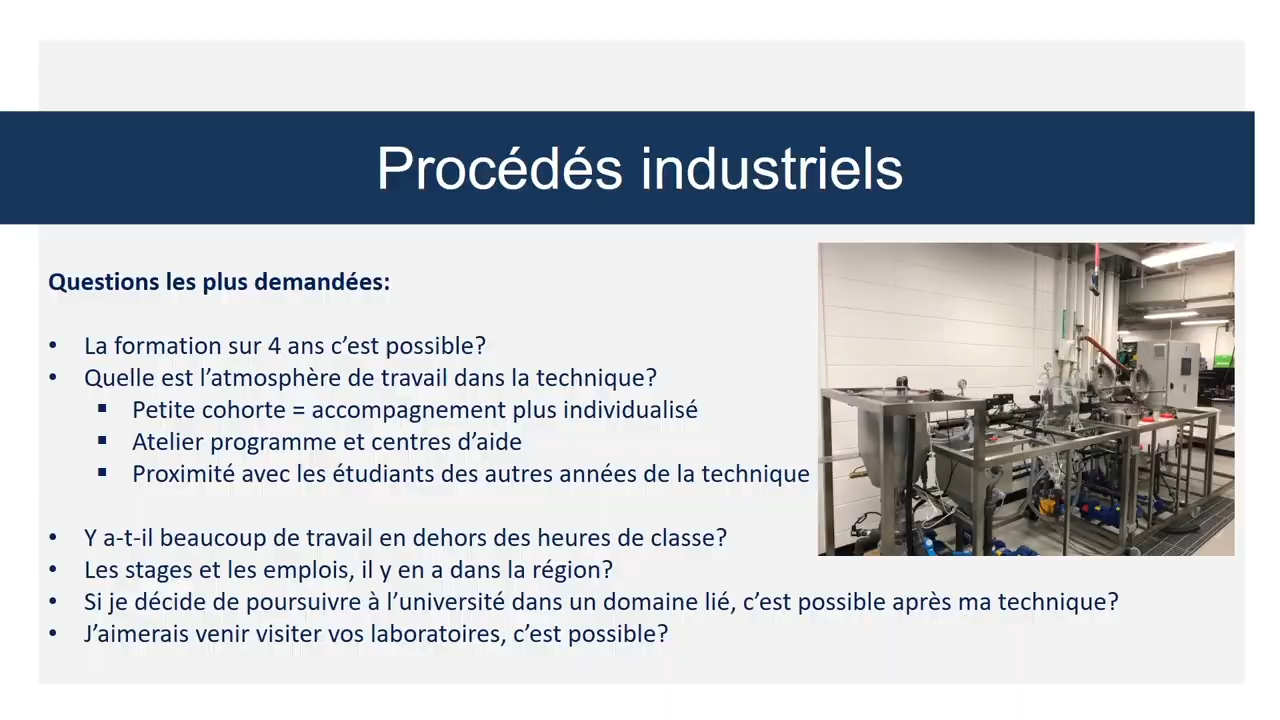 Procédés industriels
Questions les plus demandées:
• La formation sur 4 ans c’est possible?
• Quelle est l’atmosphère de travail dans la technique?
▪ Petite cohorte = accompagnement plus individualisé
▪ Atelier programme et centres d’aide
▪ Proximité avec les étudiants des autres années de la technique
• Y a-t-il beaucoup de travail en dehors des heures de classe?
• Les stages et les emplois, il y en a dans la région?
• Si je décide de poursuivre à l’université dans un domaine lié, c’est possible après ma technique?
• J’aimerais venir visiter vos laboratoires, c’est possible?